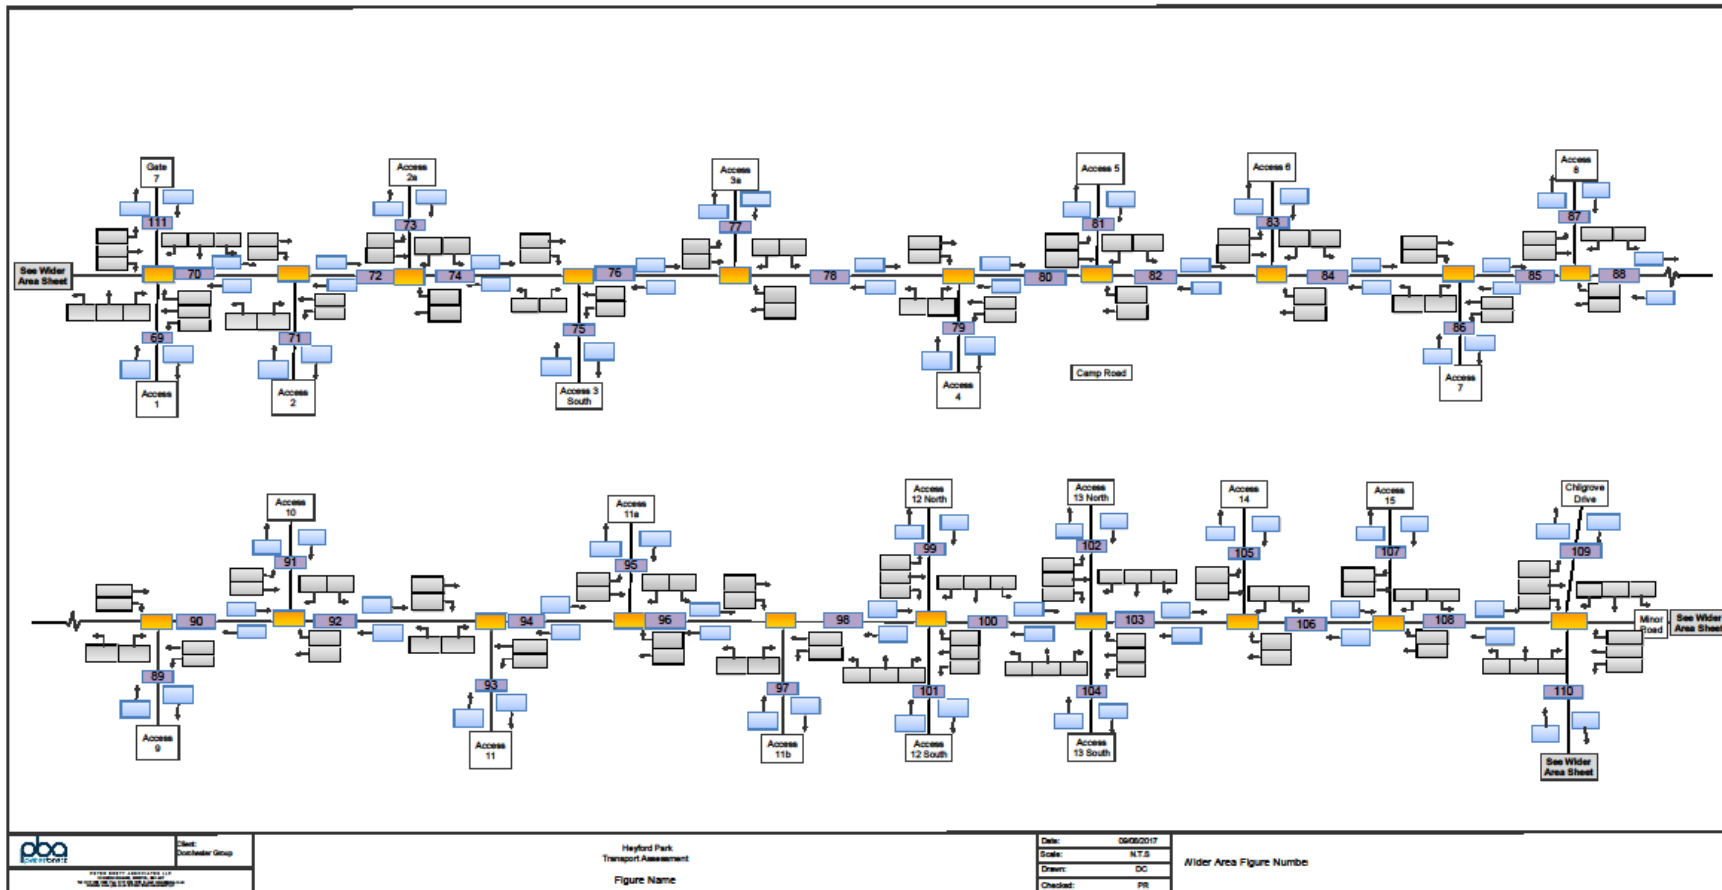 Gate
7
Access
2a
Access
3a
Access 5
Access 6
Access
8
111
73
77
81
83
87
See Wider
Area Sheet
70
72
74
76
78
80
82
84
85
88
69
71
75
79
86
Access
1
Access
2
Access 3
South
Access
4
Camp Road
Access
7
Access
10
Access
11a
Access
12 North
Access
13 North
Access
14
Access
15
Chilgrove
Drive
91
95
99
102
105
107
109
90
92
94
96
98
100
103
106
108
Minor
Road
See Wider
Area Sheet
89
93
97
101
104
110
Access
9
Access
11
Access
11b
Access
12 South
Access
13 South
See Wider
Area Sheet
pba
peterbrett
Client:
Dorchester Group
PETER BRETT ASSOCIATES LLP
Heyford Park
Transport Assessment
Figure Name
Date: 09/08/2017
Scale: N.T.S
Drawn: DC
Checked: PR
Wider Area Figure Number